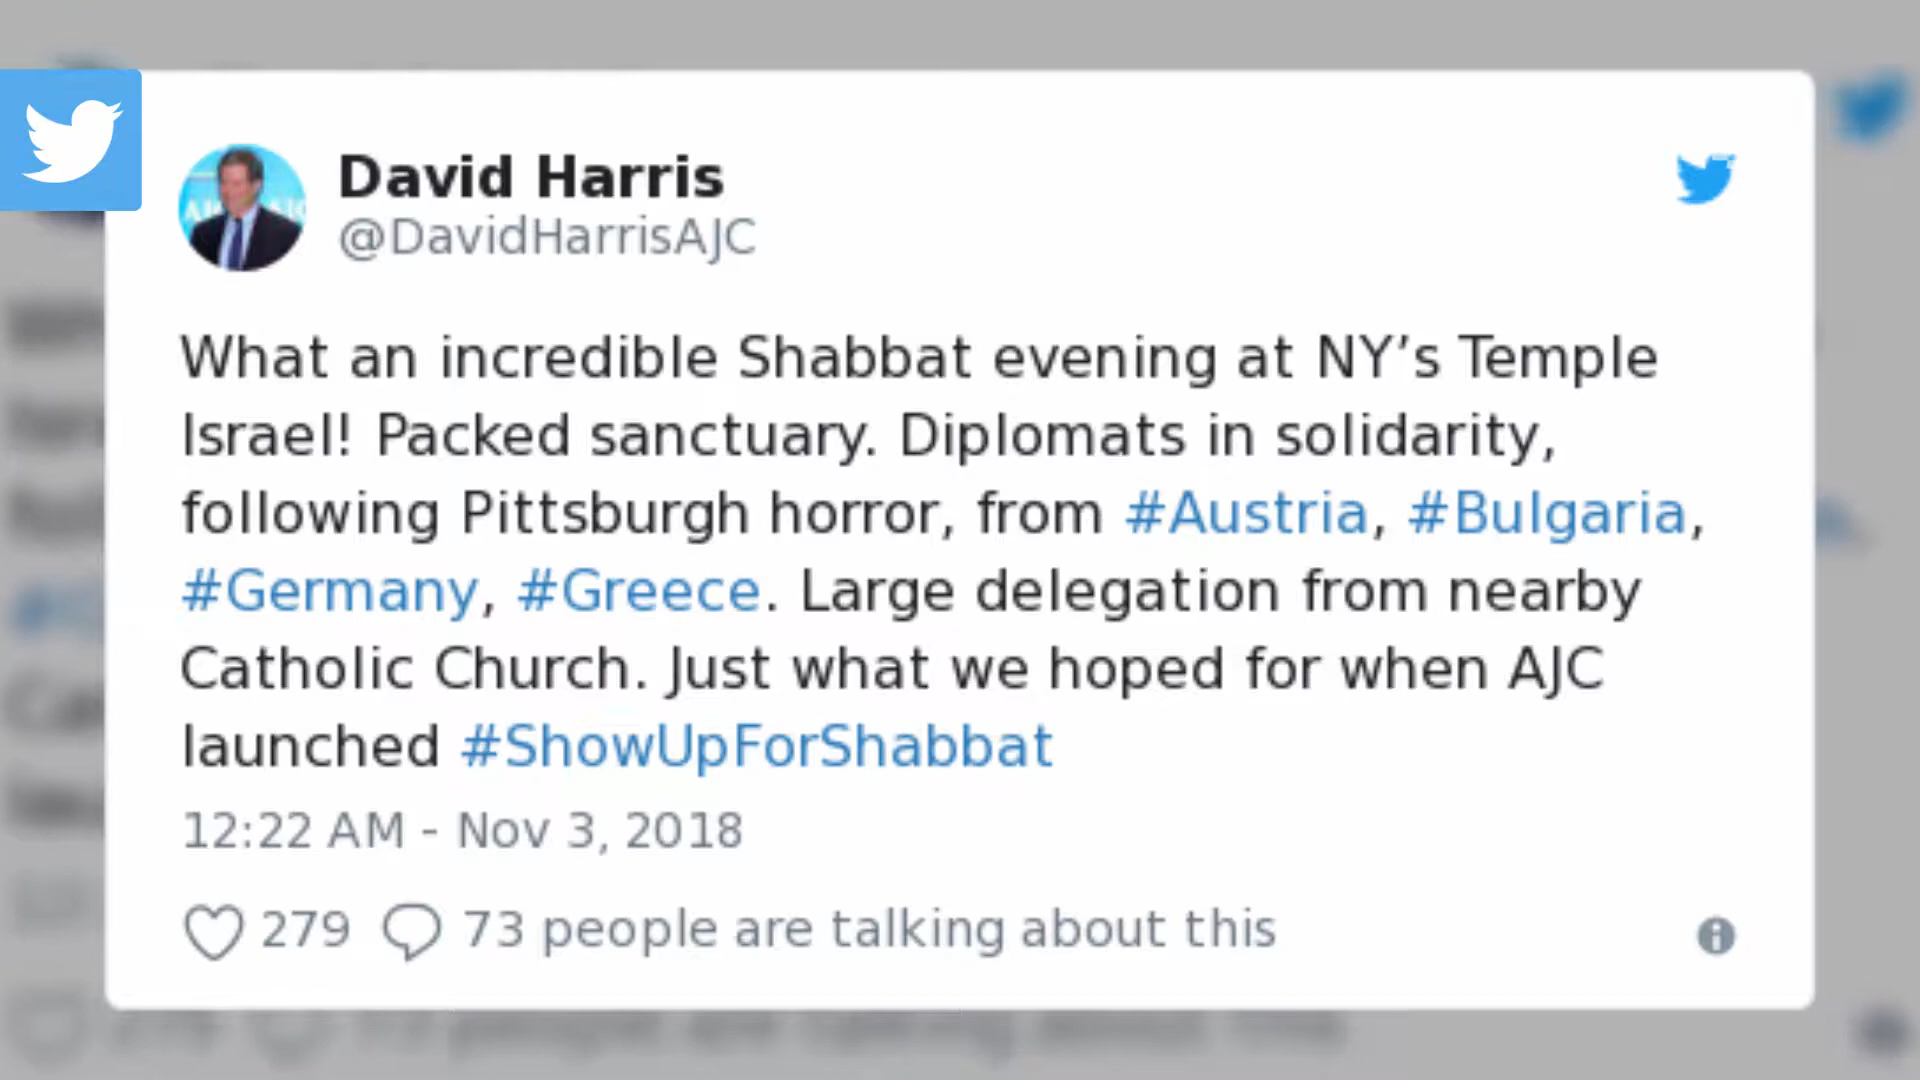 David Harris
@DavidHarrisAJC
What an incredible Shabbat evening at NY’s Temple
Israel! Packed sanctuary. Diplomats in solidarity,
following Pittsburgh horror, from #Austria, #Bulgaria,
#Germany, #Greece. Large delegation from nearby
Catholic Church. Just what we hoped for when AJC
launched #ShowUpForShabbat
12:22 AM - Nov 3, 2018
279 73 people are talking about this